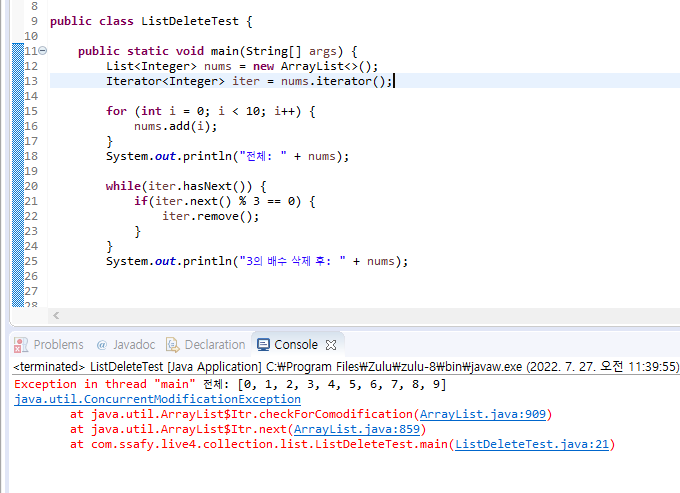 8
9 public class ListDeleteTest {
10
11 public static void main(String[] args) {
12 List<Integer> nums = new ArrayList<>();
13 Iterator<Integer> iter = nums.iterator();
14
15 for (int i = 0; i < 10; i++) {
16 nums.add(i);
17 }
18 System.out.println("전체: " + nums);
19
20 while(iter.hasNext()) {
21 if(iter.next() % 3 == 0) {
22 iter.remove();
23 }
24 }
25 System.out.println("3의 배수 삭제 후: " + nums);
26
27
28
Problems @ Javadoc Declaration Console
<terminated> ListDeleteTest [Java Application] C:₩Program Files₩Zulu₩zulu-8₩bin₩javaw.exe (2022. 7. 27. 오전 11:39:55)
Exception in thread "main" 전체: [0, 1, 2, 3, 4, 5, 6, 7, 8, 9]
java.util.ConcurrentModificationException
at java.util.ArrayList$Itr.checkForComodification(ArrayList.java:909)
at java.util.ArrayList$Itr.next(ArrayList.java:859)
at com.ssafy.live4.collection.list.ListDeleteTest.main(ListDeleteTest.java:21)